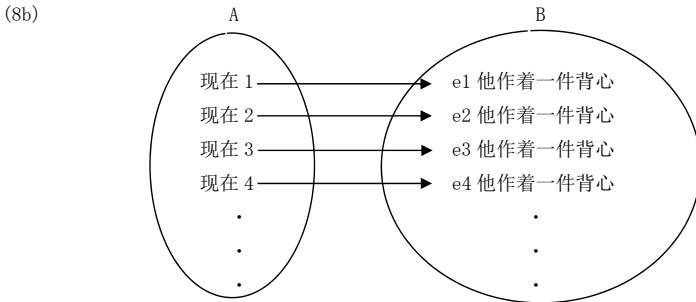 (8b) A B
现在 1 e1 他作着一件背心
现在 2 e2 他作着一件背心
现在 3 e3 他作着一件背心
现在 4 e4 他作着一件背心